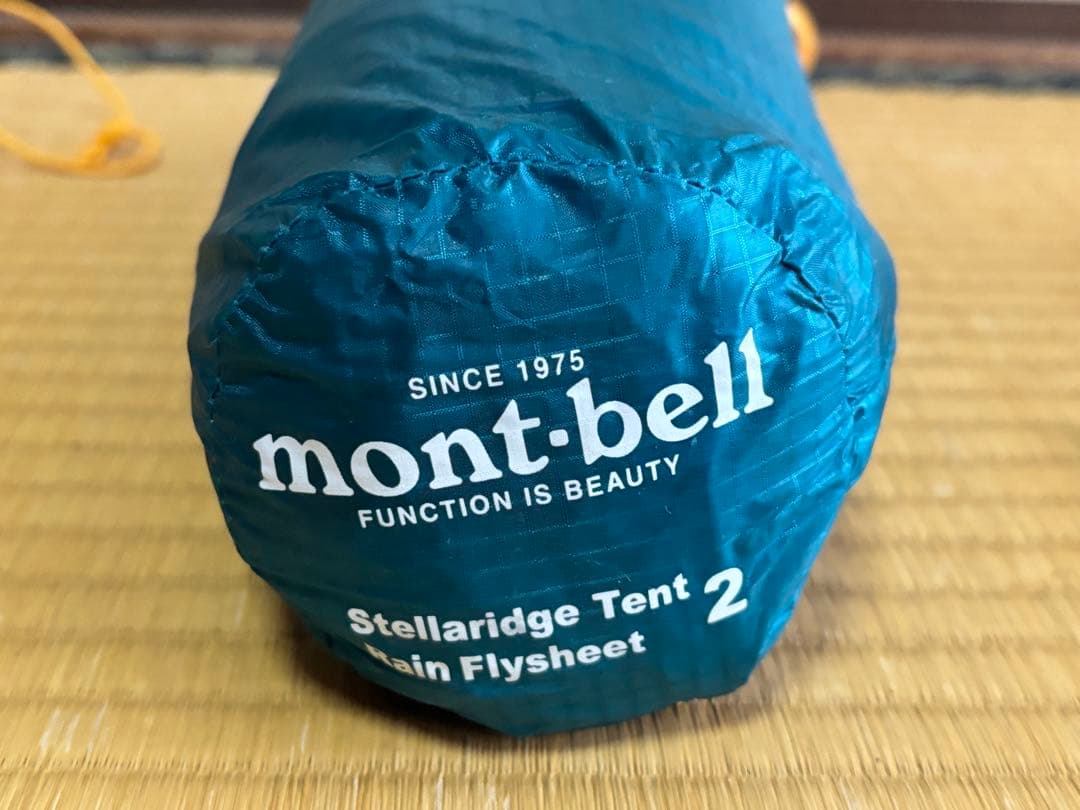 SINCE 1975
mont·bell
FUNCTION IS BEAUTY
Stellaridge Tent 2
Rain Flysheet